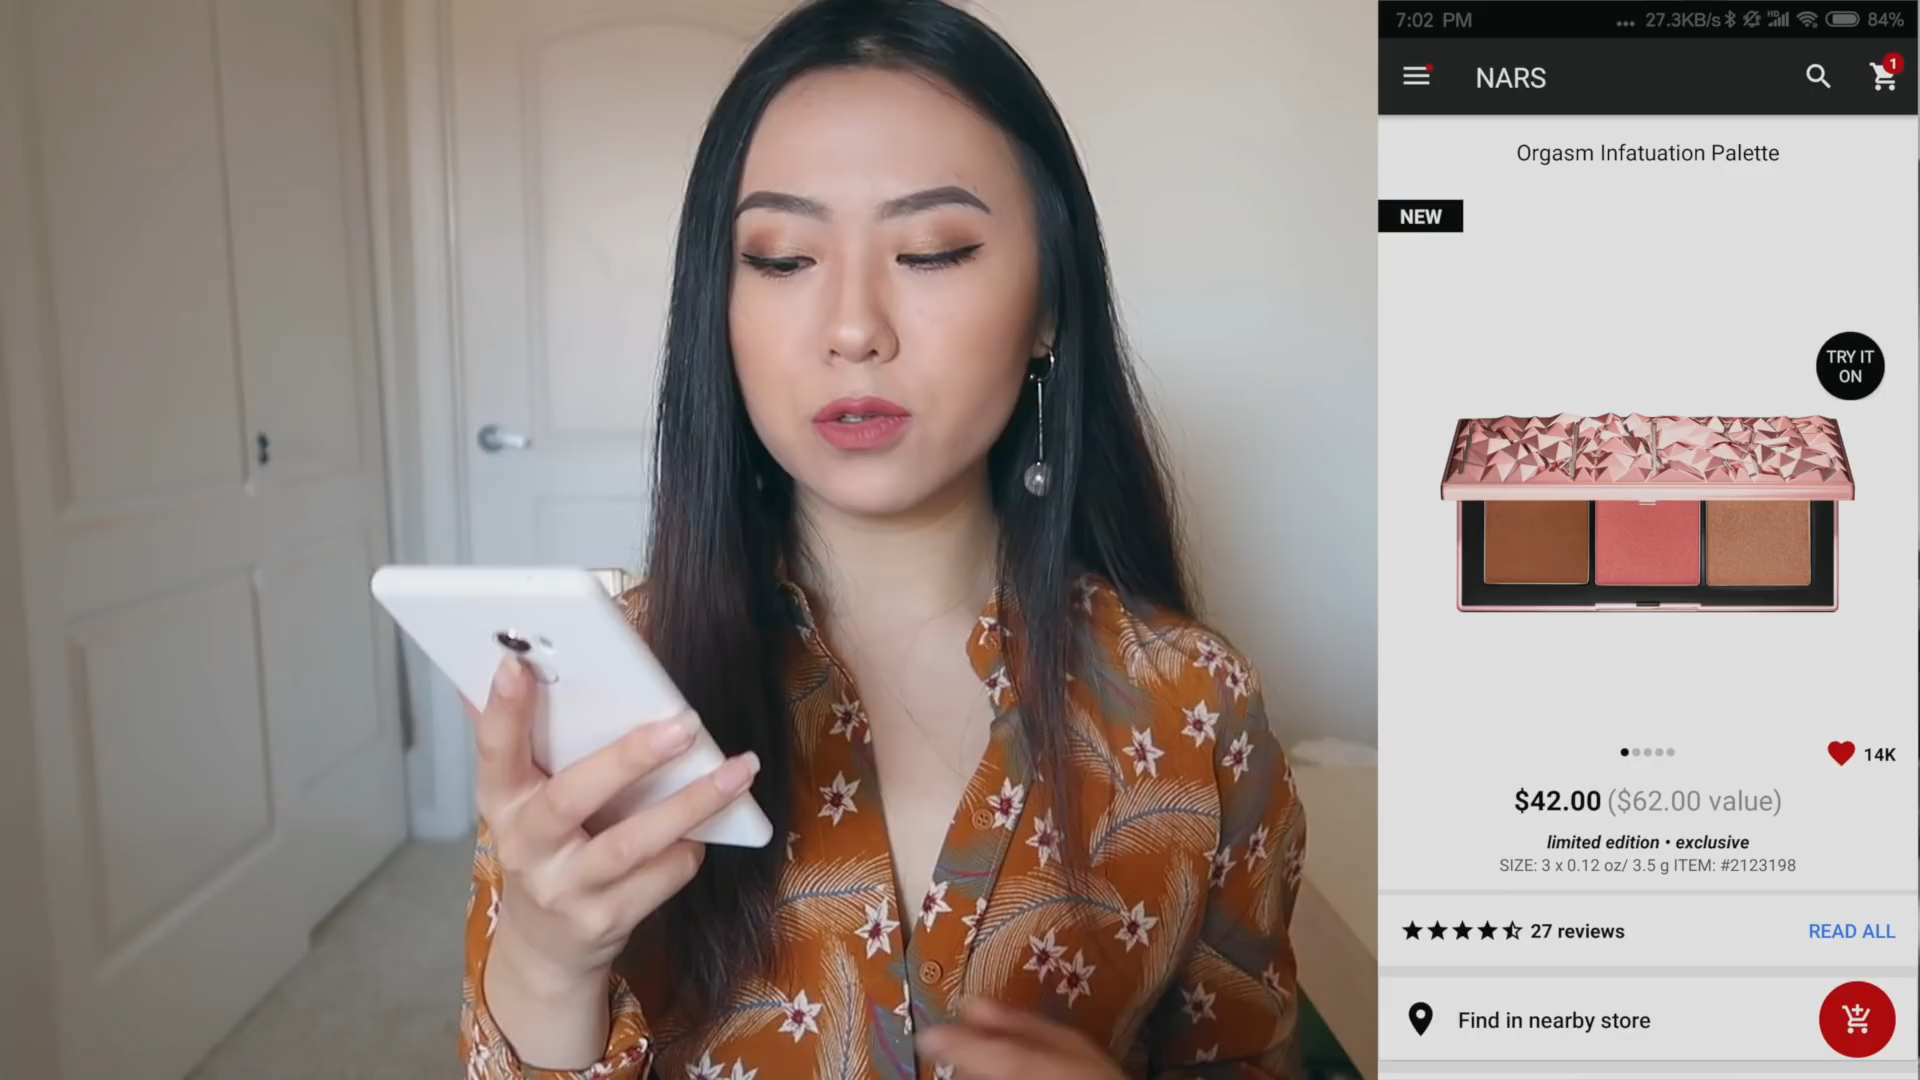 7:02 PM
... 27.3KB/s HD 84%
NARS
1
Orgasm Infatuation Palette
NEW
TRY IT
ON
14K
$42.00 ($62.00 value)
limited edition • exclusive
SIZE: 3 x 0.12 oz/ 3.5 g ITEM: #2123198
27 reviews
READ ALL
Find in nearby store